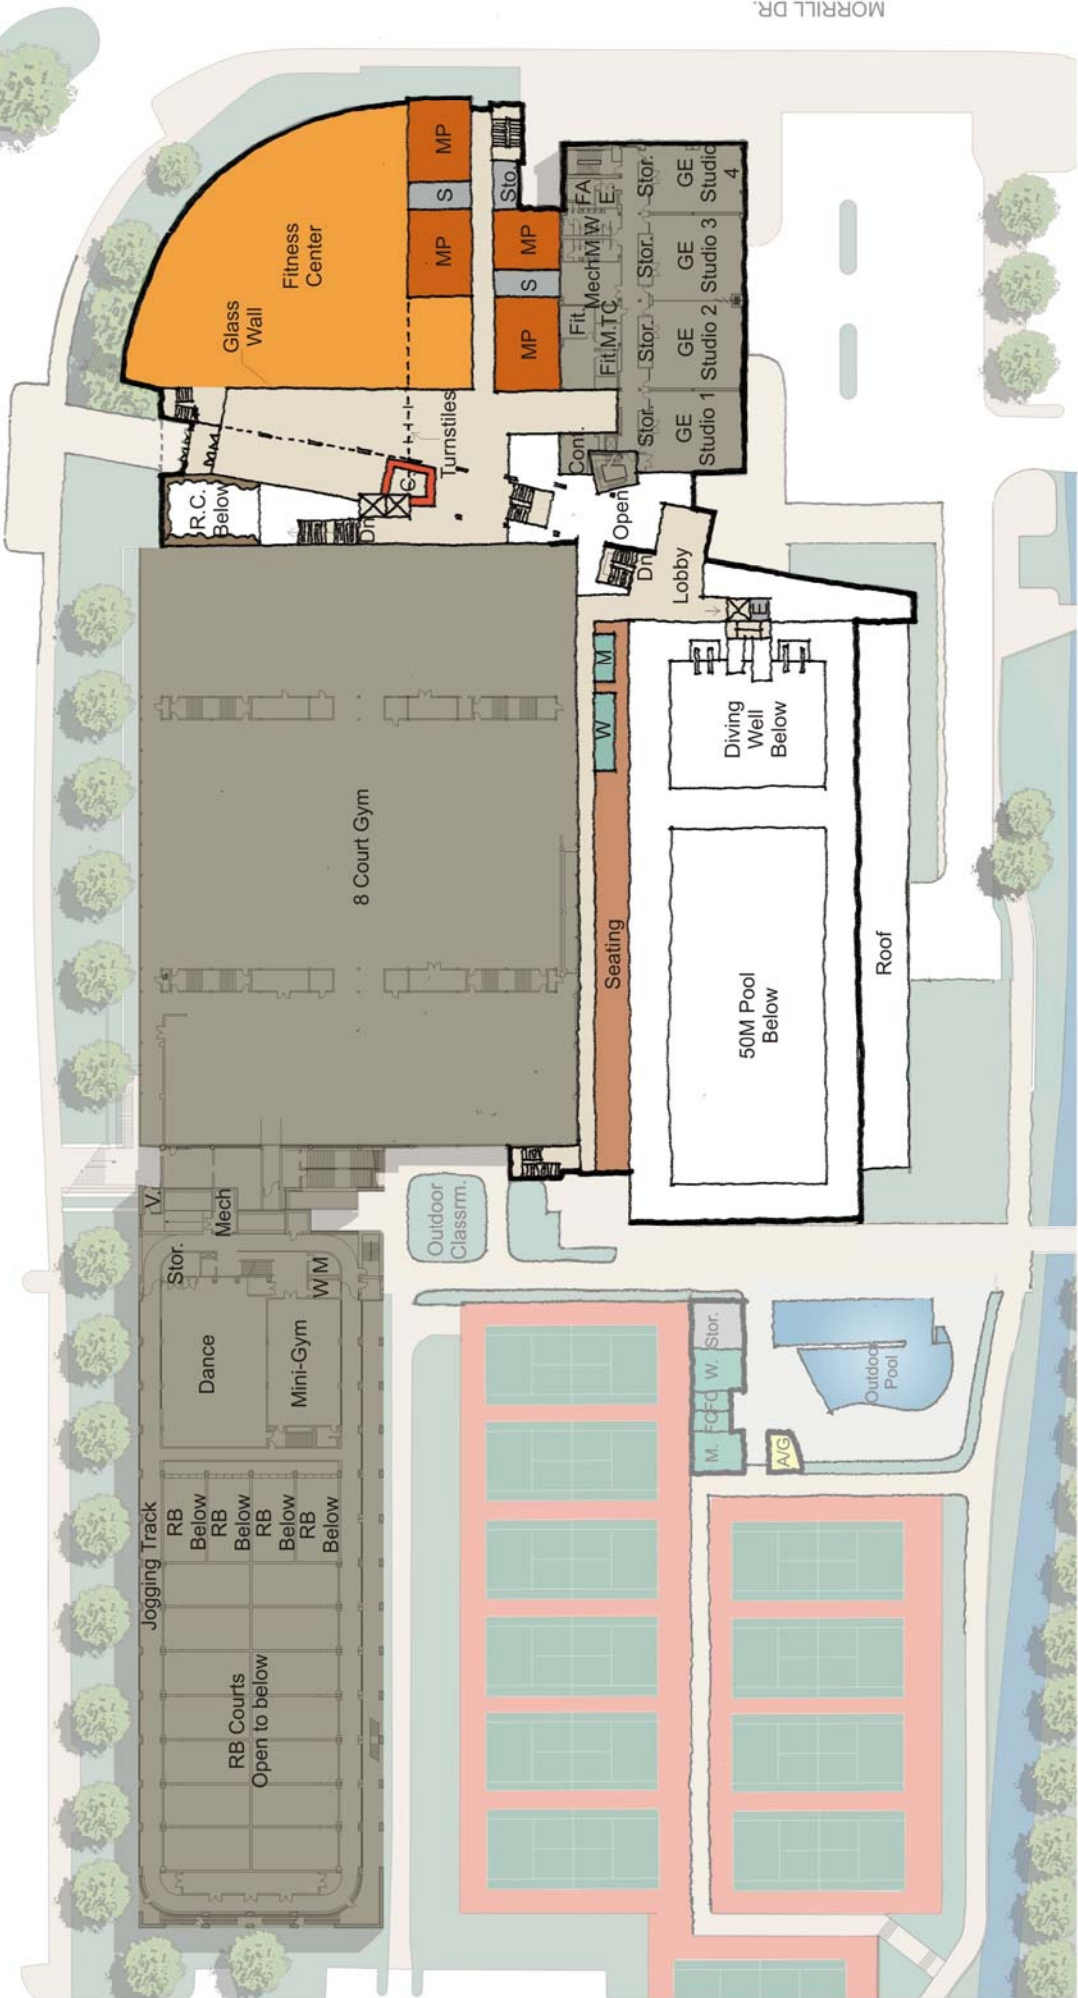 MORRILL DR.
MP
S
Sto.
MP
MP
S
MP
Fitness
Center
Glass
Wall
FA
E.
Stor.
GE
Studio
4
M W
Mech
Stor.
GE
Studio 3
Fit.
Fit.M.TC
Stor.
GE
Studio 2
Stor.
GE
Studio 1
Cont.
Turnstiles
C.
R.C.
Below
Dn
Open
Dn
Lobby
E
M
W
Diving
Well
Below
8 Court Gym
Seating
50M Pool
Below
Roof
V.
Mech
Stor.
W M
Outdoor
Classrm.
Dance
Mini-Gym
Stor.
W.
FC
FC
M.
A/G
Outdoor
Pool
Jogging Track
RB
Below
RB
Below
RB
Below
RB
Below
RB Courts
Open to below